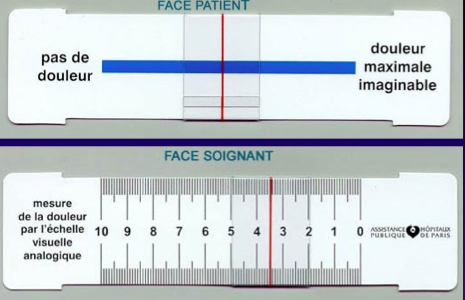 FACE PATIENT
pas de
douleur
douleur
maximale
imaginable
FACE SOIGNANT
mesure
de la douleur
par l'échelle
visuelle
analogique
10 9 8 7 6 5 4 3 2 1 0
ASSISTANCE HÔPITAUX
PUBLIQUE DE PARIS